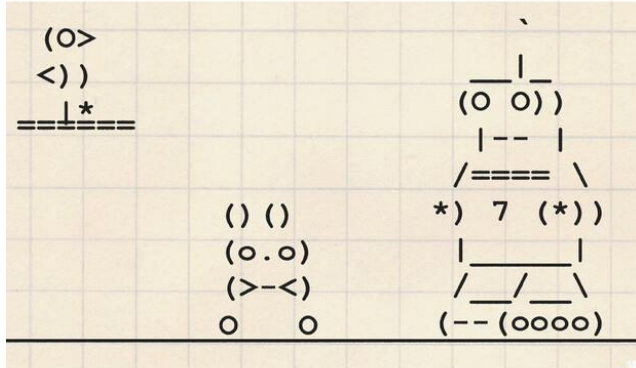 (O>
<))
|*
======
() ()
(o.o)
(>-<)
O   O
`
__|_
(O O))
|-- |
/==== \
*) 7 (*))
|______|
/__/__\
(--(oooo)